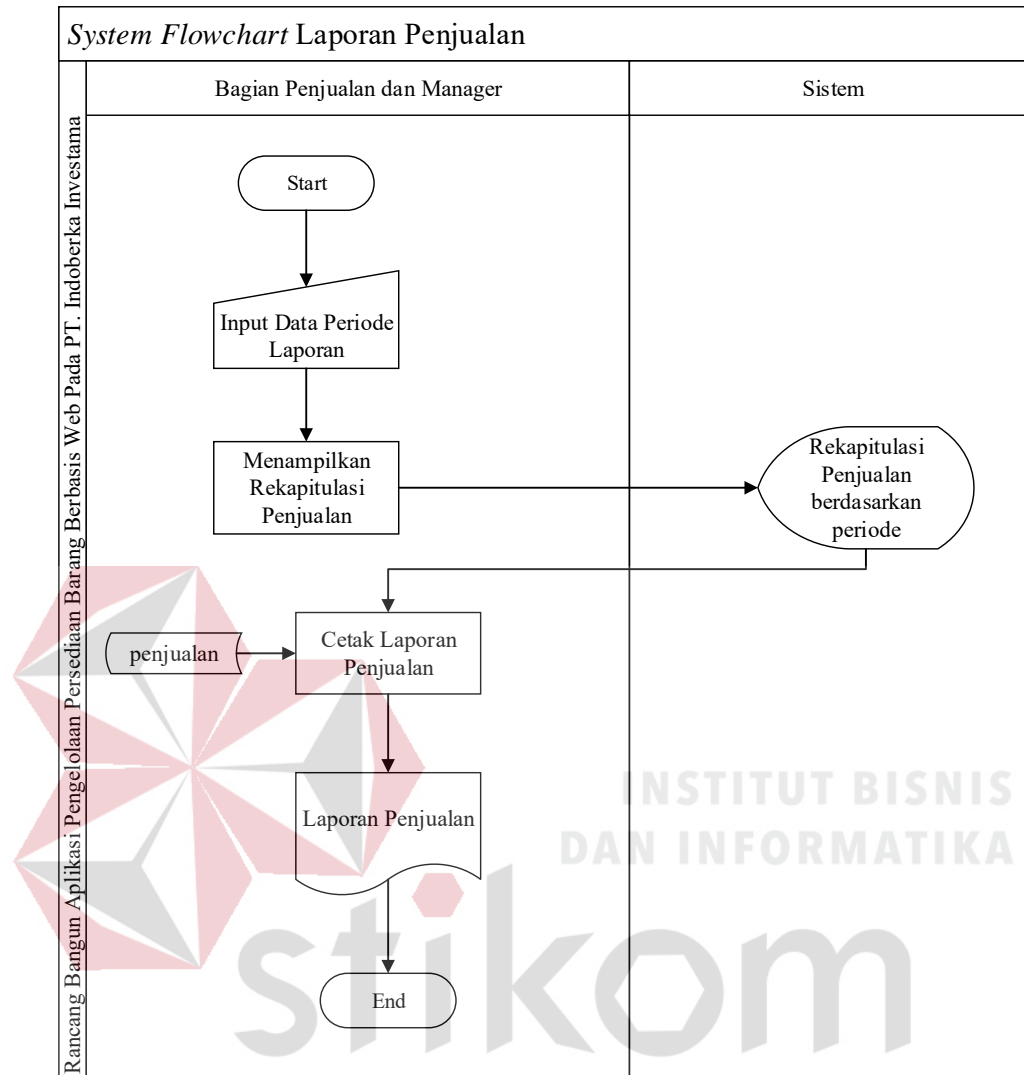 System Flowchart Laporan Penjualan
Rancang Bangun Aplikasi Pengelolaan Persediaan Barang Berbasis Web Pada PT. Indoberka Investama
Bagian Penjualan dan Manager
Sistem
Start
Input Data Periode
Laporan
Menampilkan
Rekapitulasi
Penjualan
Rekapitulasi
Penjualan
berdasarkan
periode
penjualan
Cetak Laporan
Penjualan
Laporan Penjualan
End
INSTITUT BISNIS
DAN INFORMATIKA
stikom